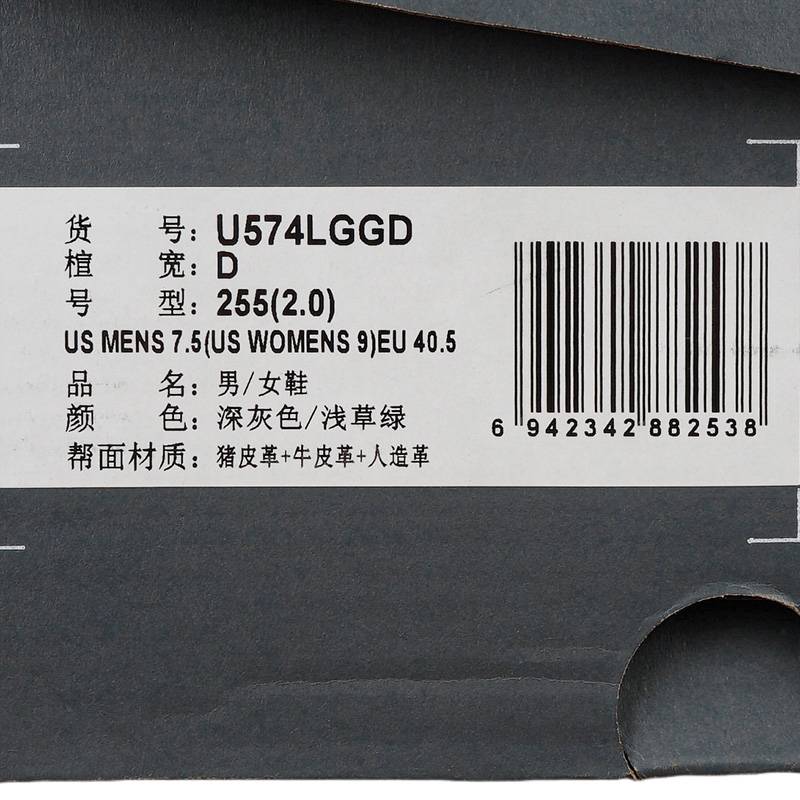 货 号：U574LGGD
楦 宽：D
号 型：255(2.0)
US MENS 7.5(US WOMENS 9)EU 40.5
品 名：男/女鞋
颜 色：深灰色/浅草绿
帮面材质：猪皮革+牛皮革+人造革
6 942342 882538